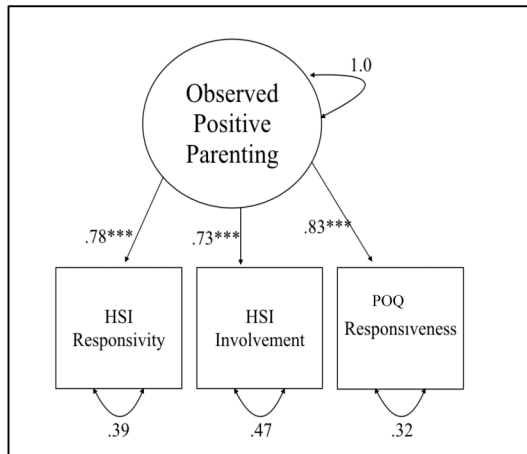 1.0
Observed
Positive
Parenting
.78***
.73***
.83***
HSI
Responsivity
HSI
Involvement
POQ
Responsiveness
.39
.47
.32